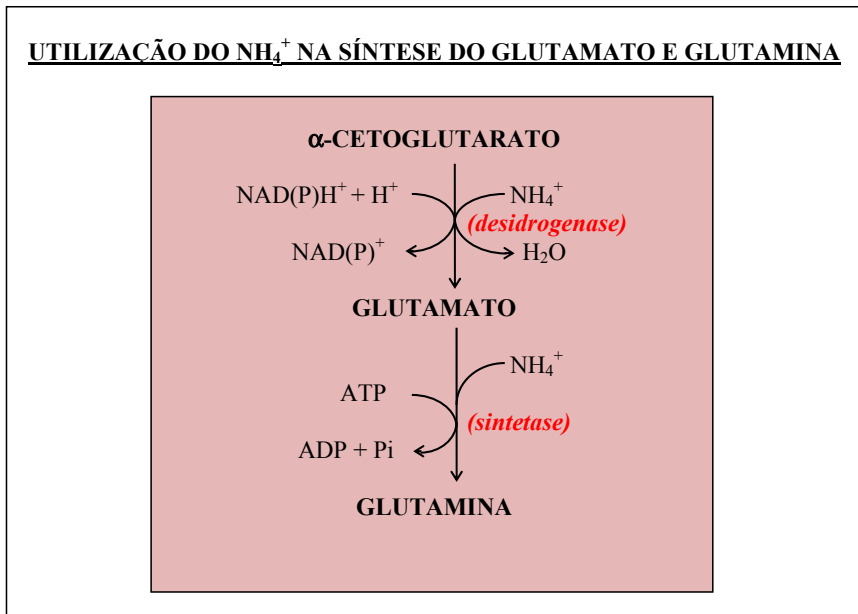 UTILIZAÇÃO DO NH₄⁺ NA SÍNTESE DO GLUTAMATO E GLUTAMINA
α-CETOGLUTARATO
NAD(P)H⁺ + H⁺ NH₄⁺
(desidrogenase)
NAD(P)⁺ H₂O
GLUTAMATO
NH₄⁺
ATP
(sintetase)
ADP + Pi
GLUTAMINA